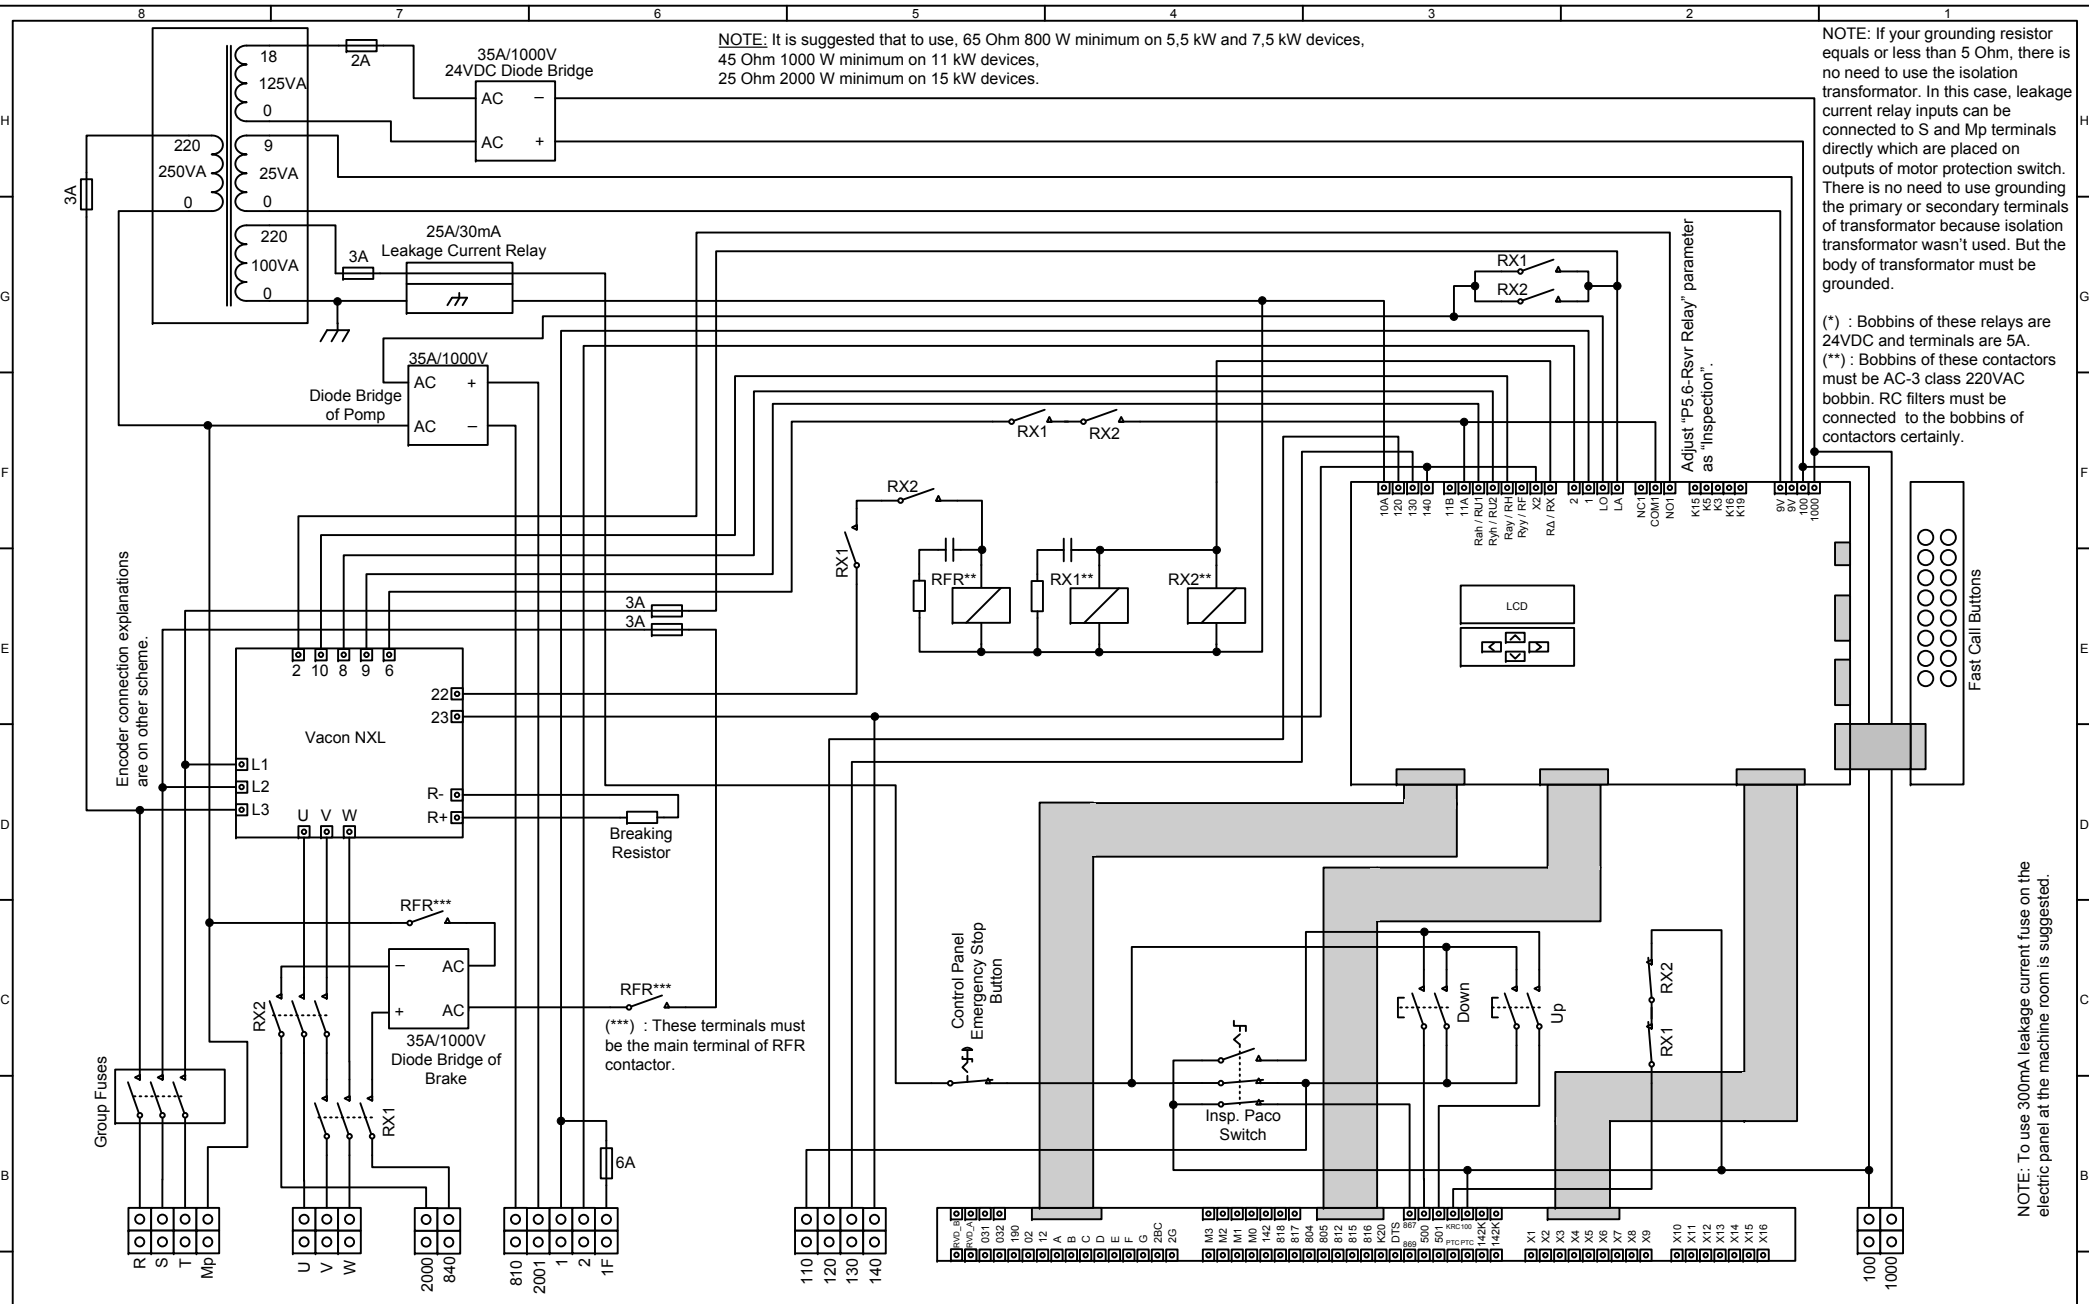 8 7 6 5 4 3 2 1
H
G
F
E
D
C
B
H
G
F
E
D
C
B
NOTE: It is suggested that to use, 65 Ohm 800 W minimum on 5,5 kW and 7,5 kW devices,
45 Ohm 1000 W minimum on 11 kW devices,
25 Ohm 2000 W minimum on 15 kW devices.
NOTE: If your grounding resistor
equals or less than 5 Ohm, there is
no need to use the isolation
transformator. In this case, leakage
current relay inputs can be
connected to S and Mp terminals
directly which are placed on
outputs of motor protection switch.
There is no need to use grounding
the primary or secondary terminals
of transformator because isolation
transformator wasn't used. But the
body of transformator must be
grounded.
(*) : Bobbins of these relays are
24VDC and terminals are 5A.
(**) : Bobbins of these contactors
must be AC-3 class 220VAC
bobbin. RC filters must be
connected to the bobbins of
contactors certainly.
18
125VA
0
220
250VA
0
9
25VA
0
220
100VA
0
3A
2A
3A
35A/1000V
24VDC Diode Bridge
AC −
AC +
25A/30mA
Leakage Current Relay
35A/1000V
AC +
AC −
Diode Bridge
of Pomp
RX1
RX2
Adjust “P5.6-Rsvr Relay” parameter
as “Inspection”.
RX1 RX2
RX2
RX1
RFR**
RX1**
RX2**
3A
3A
10A
120
130
140
11B
11A
Rah / RU1
Ryh / RU2
Ray / RH
Ryy / RF
X2
RΔ / RX
2
1
LO
LA
NC1
COM1
NO1
K15
K5
K3
K16
K19
9V
9V
100
1000
LCD
Fast Call Buttons
Encoder connection explanations
are on other scheme.
2 10 8 9 6
22
23
Vacon NXL
L1
L2
L3
R-
R+
U V W
Breaking
Resistor
RFR***
− AC
+ AC
35A/1000V
Diode Bridge of
Brake
RFR***
(***) : These terminals must
be the main terminal of RFR
contactor.
RX2
RX1
Group Fuses
6A
Control Panel
Emergency Stop
Button
Insp. Paco
Switch
Down
Up
RX2
RX1
NOTE: To use 300mA leakage current fuse on the
electric panel at the machine room is suggested.
R
S
T
Mp
U
V
W
2000
840
810
2001
1
2
1F
110
120
130
140
RVD_B
RVD_A
031
032
190
02
12
A
B
C
D
E
F
G
2BC
2G
M3
M2
M1
M0
142
818
817
804
805
812
815
816
K20
DTS
867
869
500
501
KRC 100
PTC PTC
142K
142K
X1
X2
X3
X4
X5
X6
X7
X8
X9
X10
X11
X12
X13
X14
X15
X16
100
1000